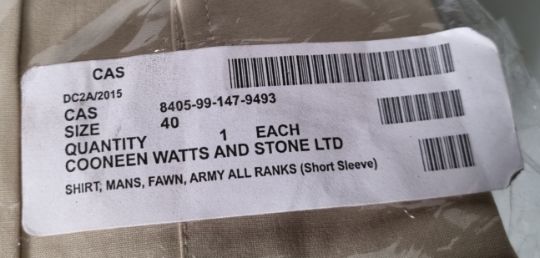 CAS
DC2A/2015
CAS 8405-99-147-9493
SIZE 40
QUANTITY 1 EACH
COONEEN WATTS AND STONE LTD
SHIRT, MANS, FAWN, ARMY ALL RANKS (Short Sleeve)